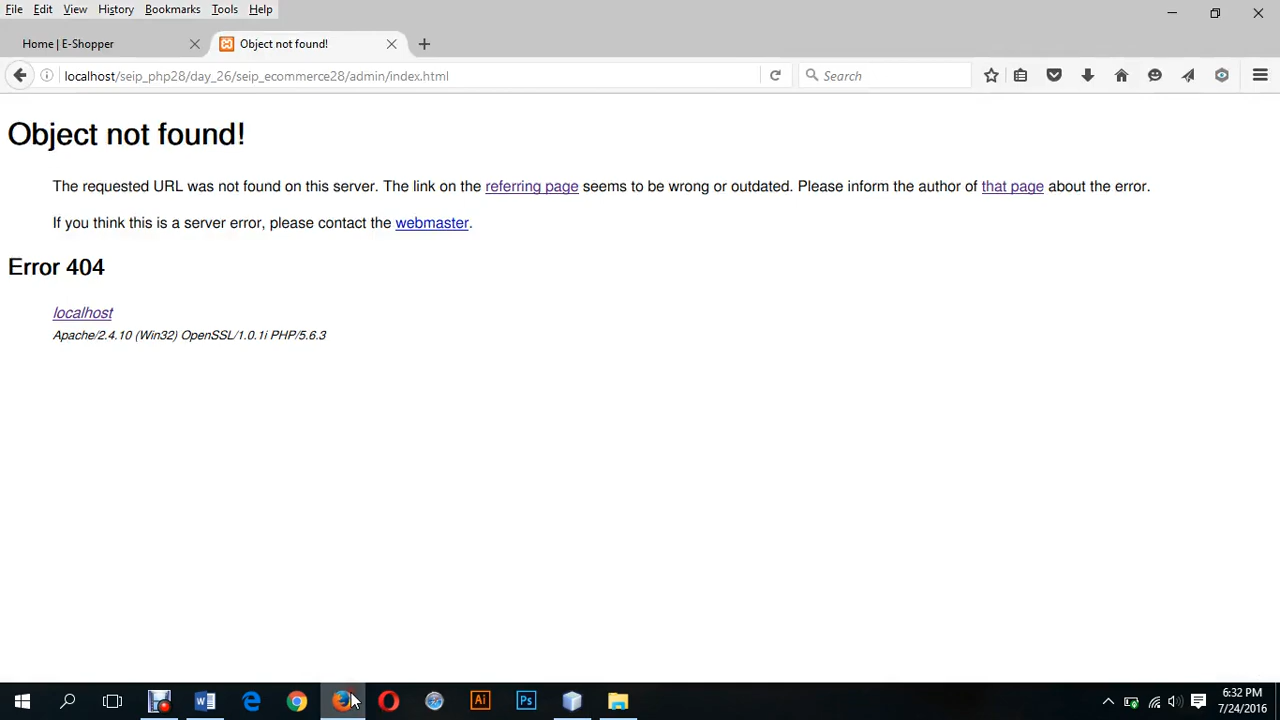 File Edit View History Bookmarks Tools Help
Home | E-Shopper
Object not found!
localhost/seip_php28/day_26/seip_ecommerce28/admin/index.html
Search
Object not found!
The requested URL was not found on this server. The link on the referring page seems to be wrong or outdated. Please inform the author of that page about the error.
If you think this is a server error, please contact the webmaster.
Error 404
localhost
Apache/2.4.10 (Win32) OpenSSL/1.0.1i PHP/5.6.3
Ai
Ps
6:32 PM
7/24/2016